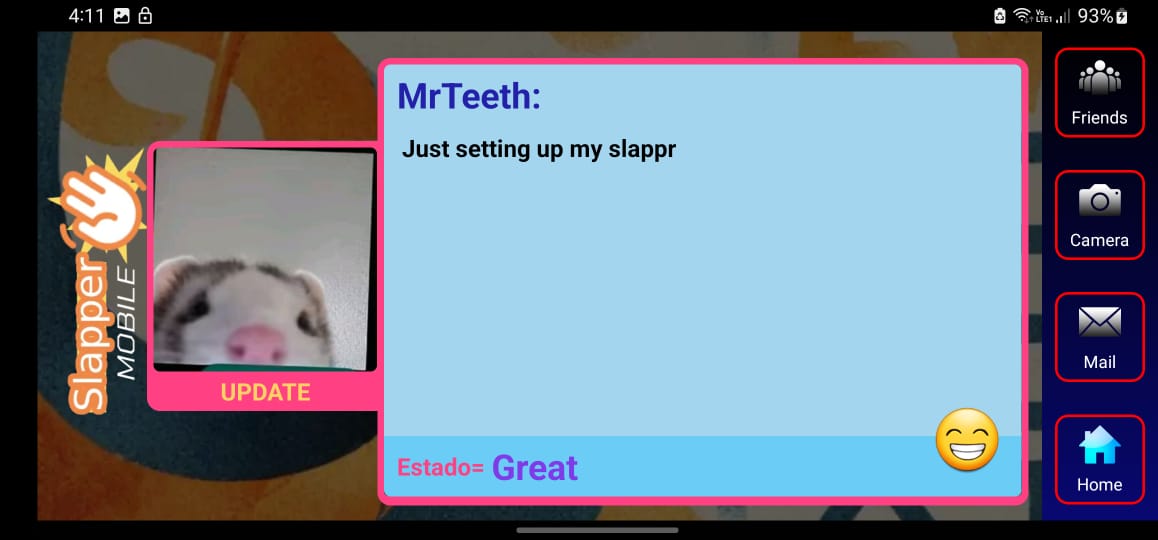 4:11
Vo
LTE1
93%
Slapper
MOBILE
UPDATE
MrTeeth:
Just setting up my slappr
Estado= Great
Friends
Camera
Mail
Home